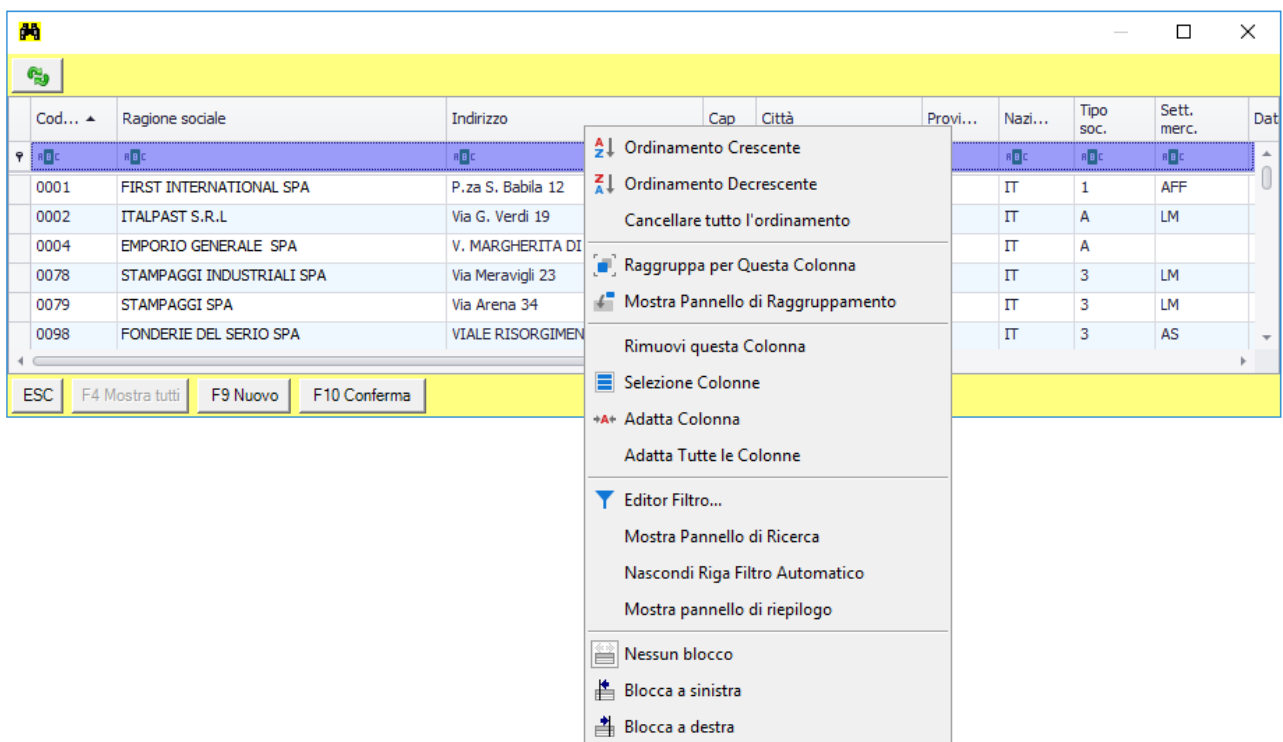 Cod... Ragione sociale Indirizzo Cap Città Provi... Nazi... Tipo soc. Sett. merc. Dat
ABC ABC ABC ABC ABC ABC
0001 FIRST INTERNATIONAL SPA P.za S. Babila 12 IT 1 AFF
0002 ITALPAST S.R.L Via G. Verdi 19 IT A LM
0004 EMPORIO GENERALE  SPA V. MARGHERITA DI IT A
0078 STAMPAGGI INDUSTRIALI SPA Via Meravigli 23 IT 3 LM
0079 STAMPAGGI SPA Via Arena 34 IT 3 LM
0098 FONDERIE DEL SERIO SPA VIALE RISORGIMEN IT 3 AS
ESC F4 Mostra tutti F9 Nuovo F10 Conferma
Ordinamento Crescente
Ordinamento Decrescente
Cancellare tutto l'ordinamento
Raggruppa per Questa Colonna
Mostra Pannello di Raggruppamento
Rimuovi questa Colonna
Selezione Colonne
Adatta Colonna
Adatta Tutte le Colonne
Editor Filtro...
Mostra Pannello di Ricerca
Nascondi Riga Filtro Automatico
Mostra pannello di riepilogo
Nessun blocco
Blocca a sinistra
Blocca a destra